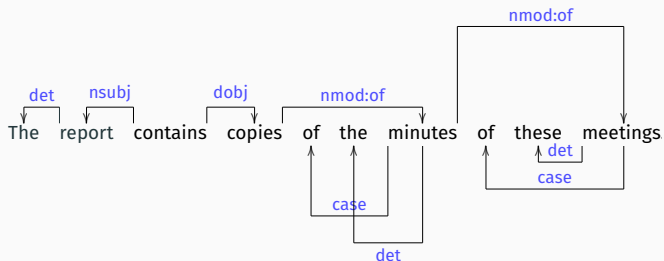 nmod:of
det nsubj dobj nmod:of
The report contains copies of the minutes of these meetings.
det
case
case
det